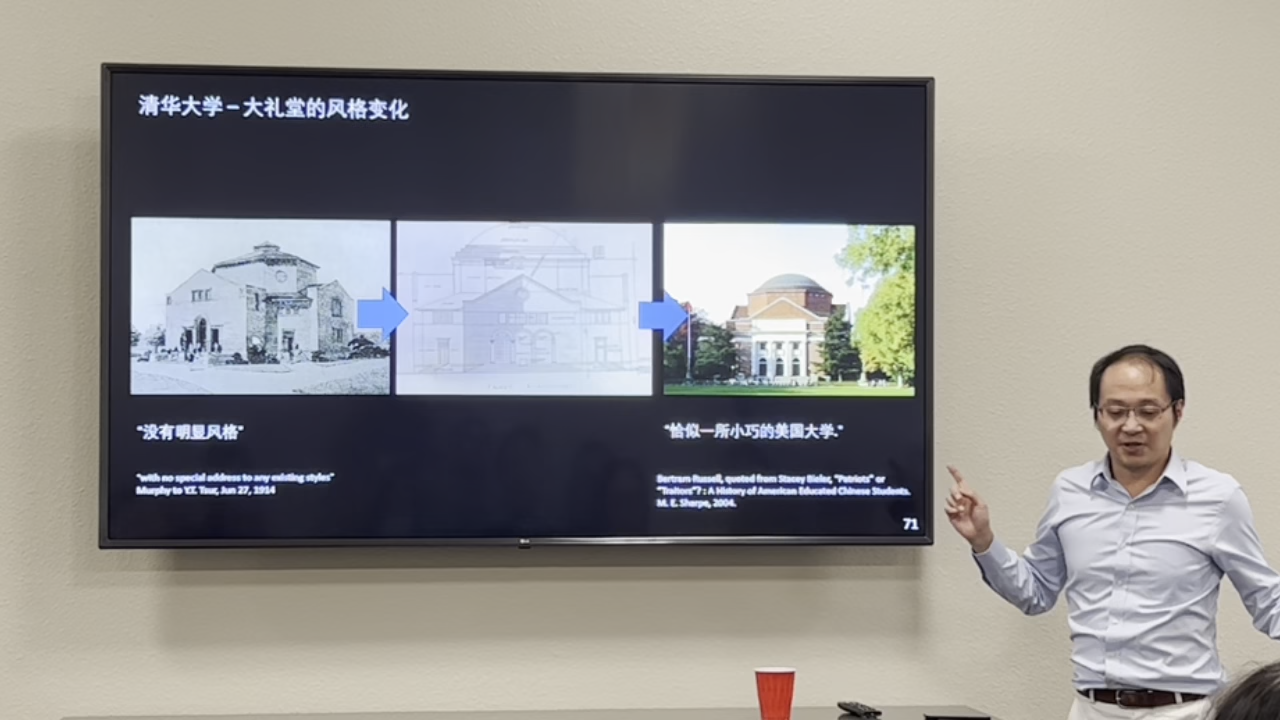 清华大学 – 大礼堂的风格变化
"没有明显风格"
"with no special address to any existing styles"
Murphy to Y.T. Tsur, Jun 27, 1914
"恰似一所小巧的美国大学."
Bertram Russell, quoted from Stacey Bieler, "Patriots" or
"Traitors"? : A History of American Educated Chinese Students.
M. E. Sharpe, 2004.
71
LG